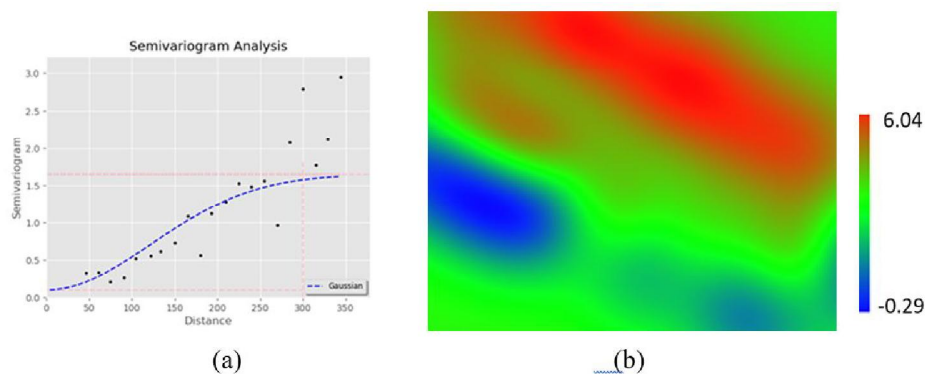 Semivariogram Analysis
Semivariogram
3.0
2.5
2.0
1.5
1.0
0.5
0.0
0 50 100 150 200 250 300 350
Distance
Gaussian
6.04
-0.29
(a)
(b)